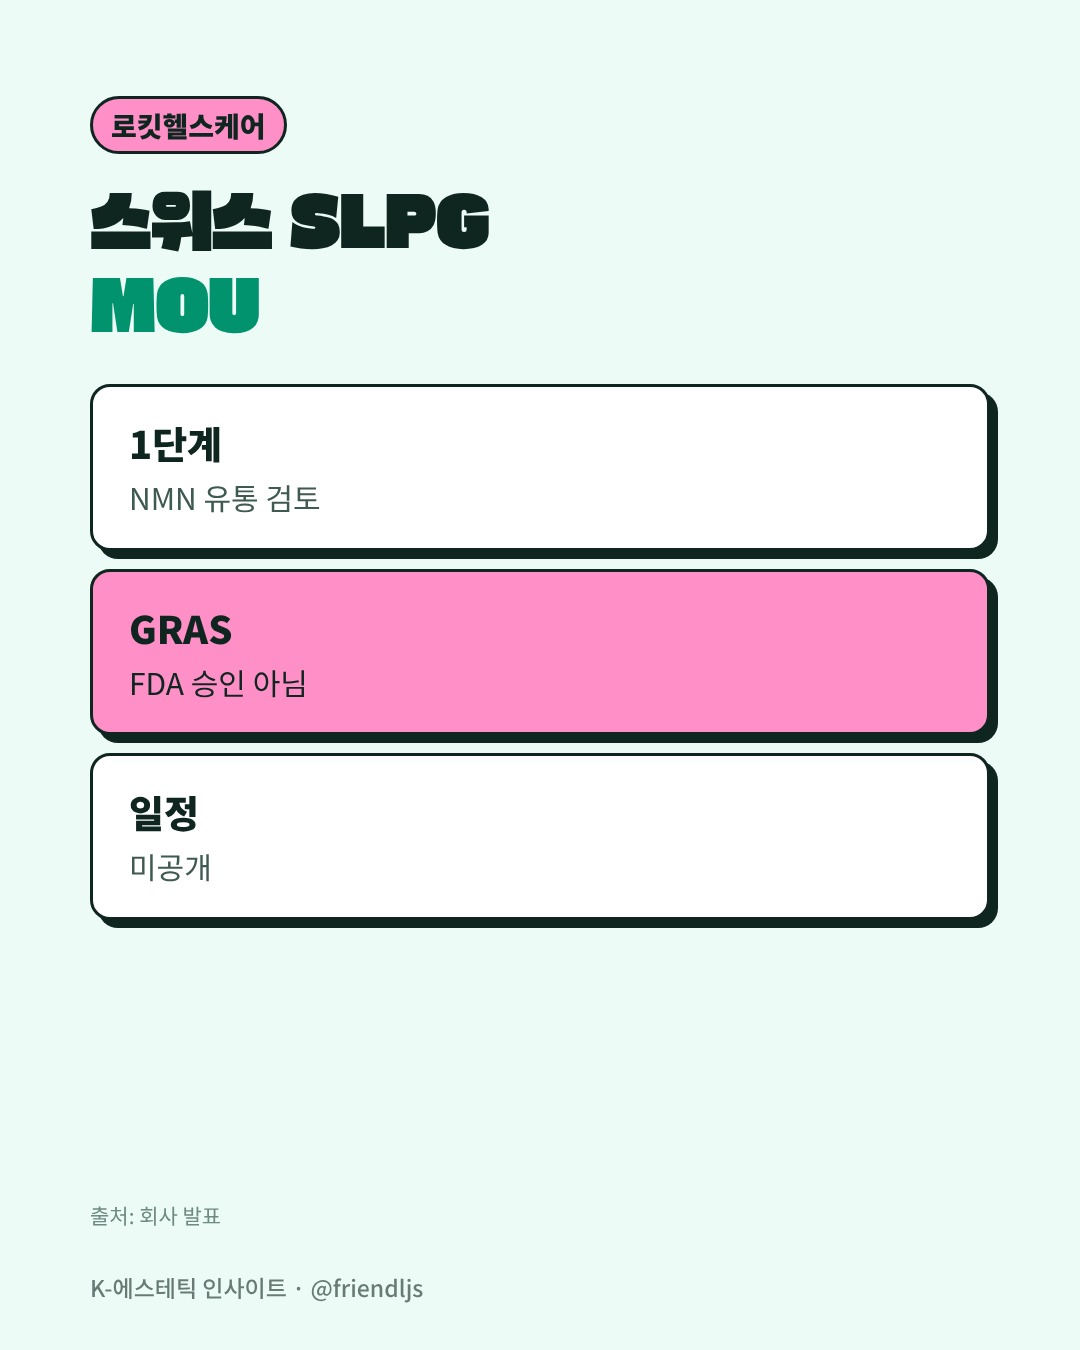 로킷헬스케어
스위스 SLPG
MOU
1단계
NMN 유통 검토
GRAS
FDA 승인 아님
일정
미공개
출처: 회사 발표
K-에스테틱 인사이트 · @friendljs